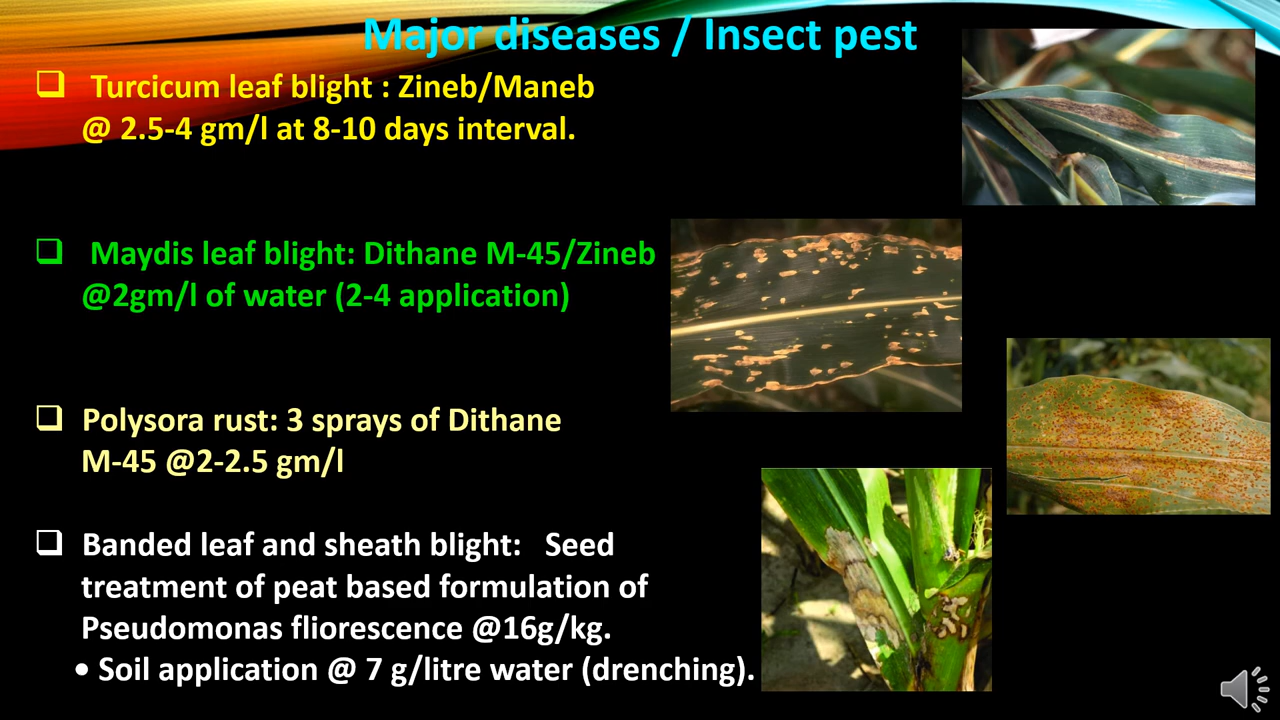 Major diseases / Insect pest
❑ Turcicum leaf blight : Zineb/Maneb
@ 2.5-4 gm/l at 8-10 days interval.
❑ Maydis leaf blight: Dithane M-45/Zineb
@2gm/l of water (2-4 application)
❑ Polysora rust: 3 sprays of Dithane
M-45 @2-2.5 gm/l
❑ Banded leaf and sheath blight: Seed
treatment of peat based formulation of
Pseudomonas fliorescence @16g/kg.
• Soil application @ 7 g/litre water (drenching).